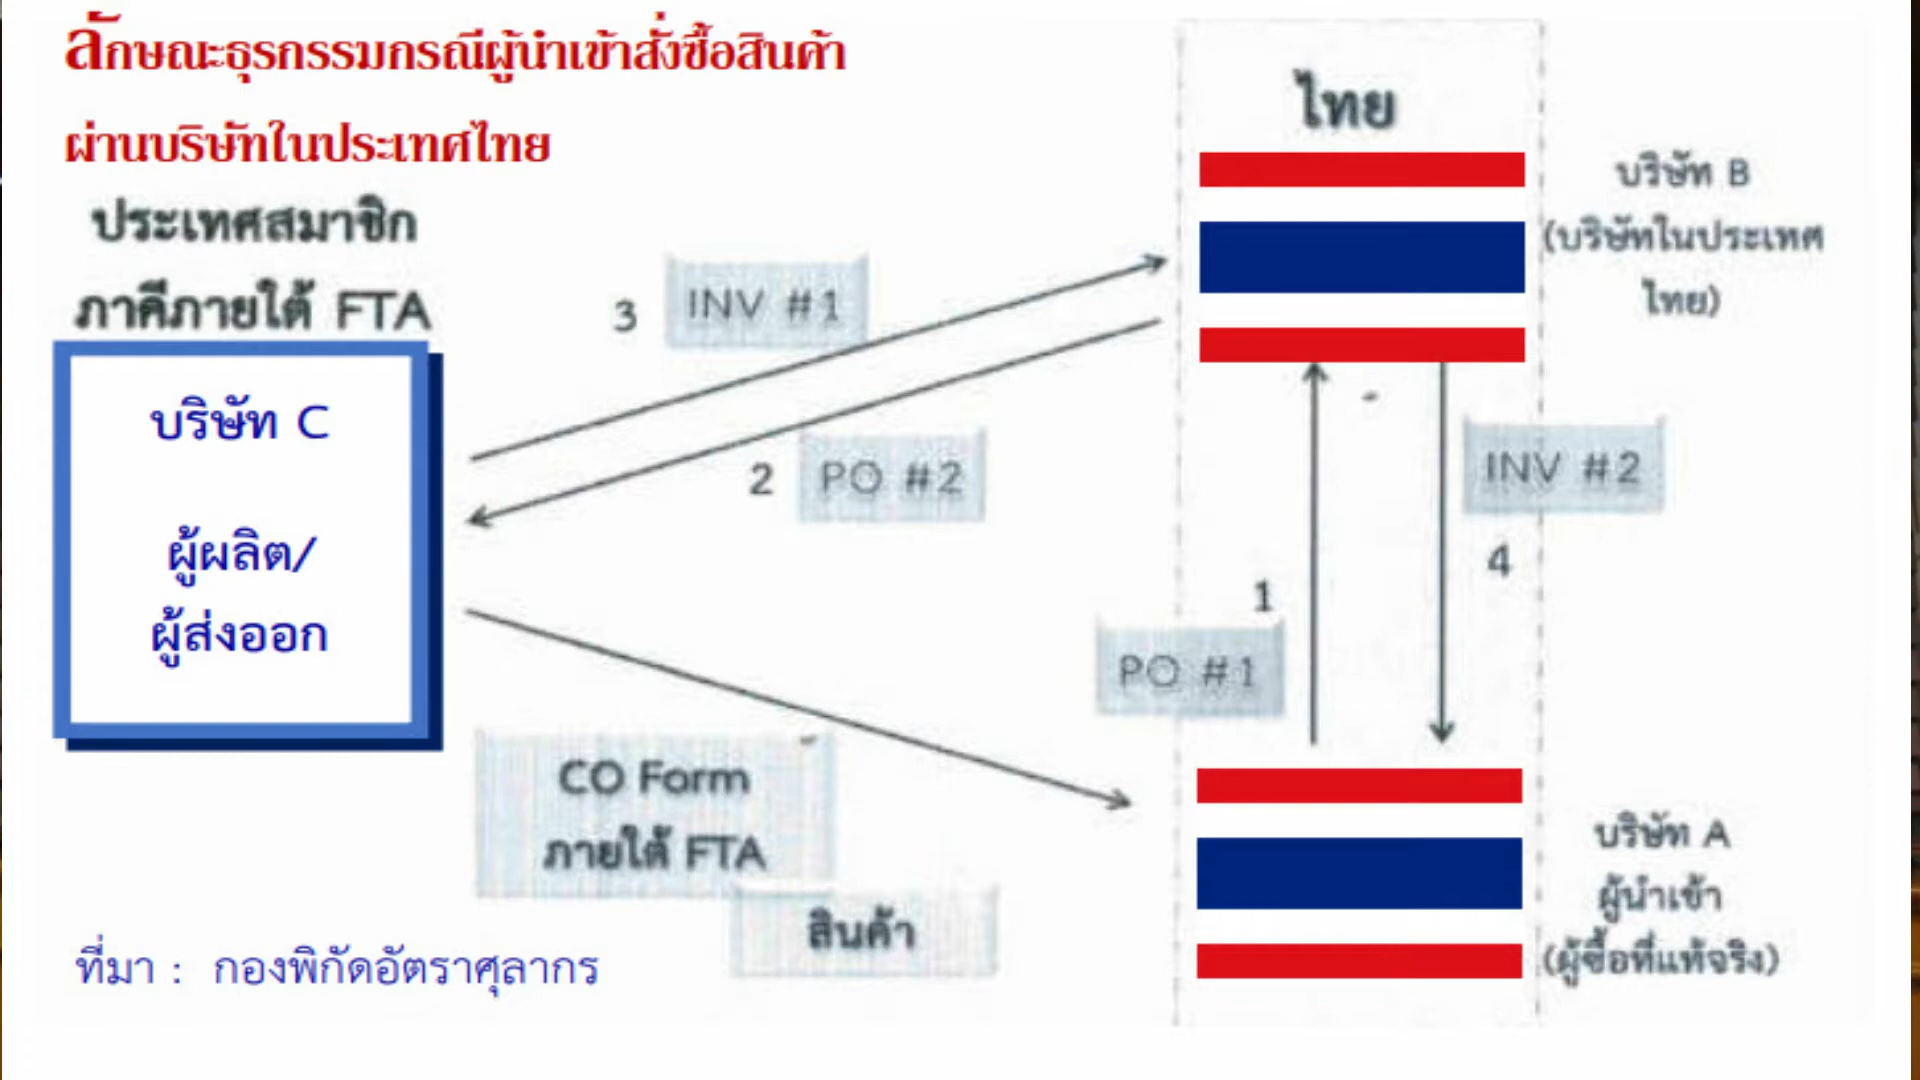 ลักษณะธุรกรรมกรณีผู้นำเข้าสั่งซื้อสินค้า
ผ่านบริษัทในประเทศไทย
ประเทศสมาชิก
ภาคีภายใต้ FTA
บริษัท C
ผู้ผลิต/
ผู้ส่งออก
3
INV #1
2
PO #2
CO Form
ภายใต้ FTA
สินค้า
ไทย
บริษัท B
(บริษัทในประเทศ
ไทย)
INV #2
4
1
PO #1
บริษัท A
ผู้นำเข้า
(ผู้ซื้อที่แท้จริง)
ที่มา : กองพิกัดอัตราศุลากร